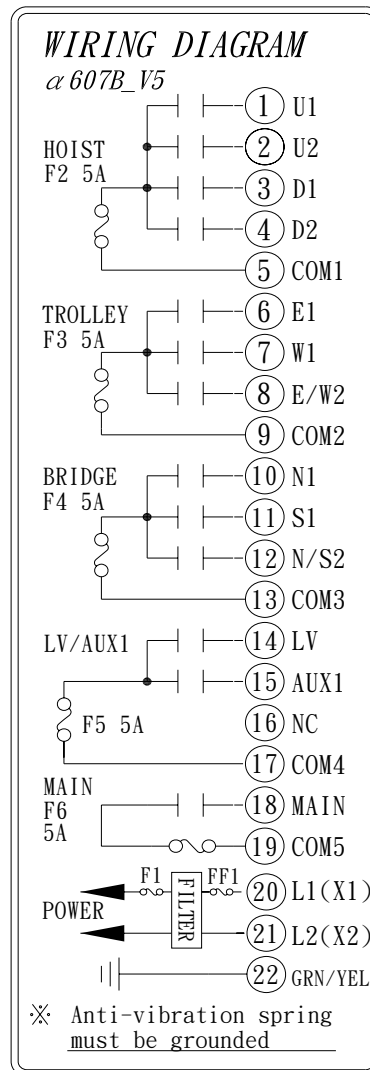 WIRING DIAGRAM
α607B_V5
1 U1
HOIST 2 U2
F2 5A 3 D1
4 D2
5 COM1
TROLLEY 6 E1
F3 5A 7 W1
8 E/W2
9 COM2
BRIDGE 10 N1
F4 5A 11 S1
12 N/S2
13 COM3
LV/AUX1 14 LV
15 AUX1
F5 5A 16 NC
17 COM4
MAIN 18 MAIN
F6
5A 19 COM5
F1 FILTER FF1 20 L1(X1)
POWER 21 L2(X2)
22 GRN/YEL
※ Anti-vibration spring
must be grounded